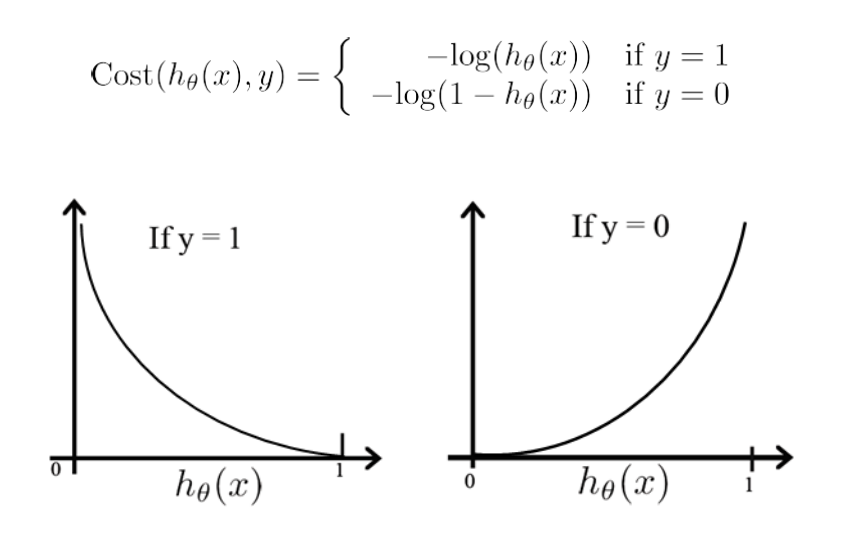 Cost(hθ(x), y) = { −log(hθ(x)) if y = 1
−log(1 − hθ(x)) if y = 0
If y = 1
0 1
hθ(x)
If y = 0
0 1
hθ(x)